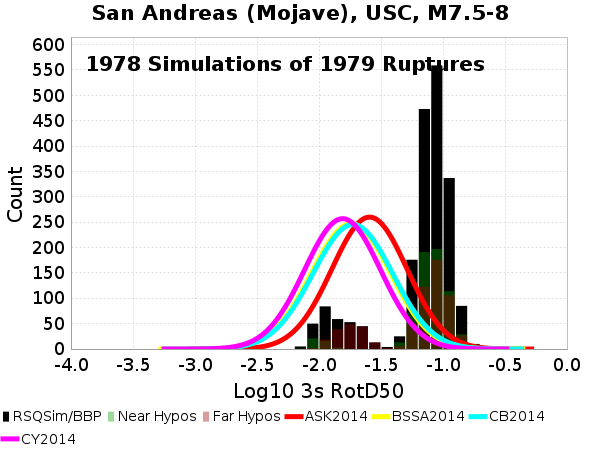 San Andreas (Mojave), USC, M7.5-8
1978 Simulations of 1979 Ruptures
Count
600
550
500
450
400
350
300
250
200
150
100
50
0
-4.0 -3.5 -3.0 -2.5 -2.0 -1.5 -1.0 -0.5 0.0
Log10 3s RotD50
RSQSim/BBP Near Hypos Far Hypos ASK2014 BSSA2014 CB2014
CY2014